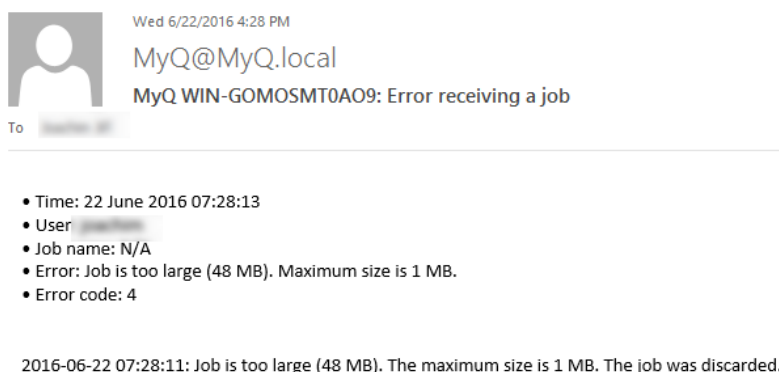 Wed 6/22/2016 4:28 PM
MyQ@MyQ.local
MyQ WIN-GOMOSMT0AO9: Error receiving a job
To
• Time: 22 June 2016 07:28:13
• User
• Job name: N/A
• Error: Job is too large (48 MB). Maximum size is 1 MB.
• Error code: 4
2016-06-22 07:28:11: Job is too large (48 MB). The maximum size is 1 MB. The job was discarded.